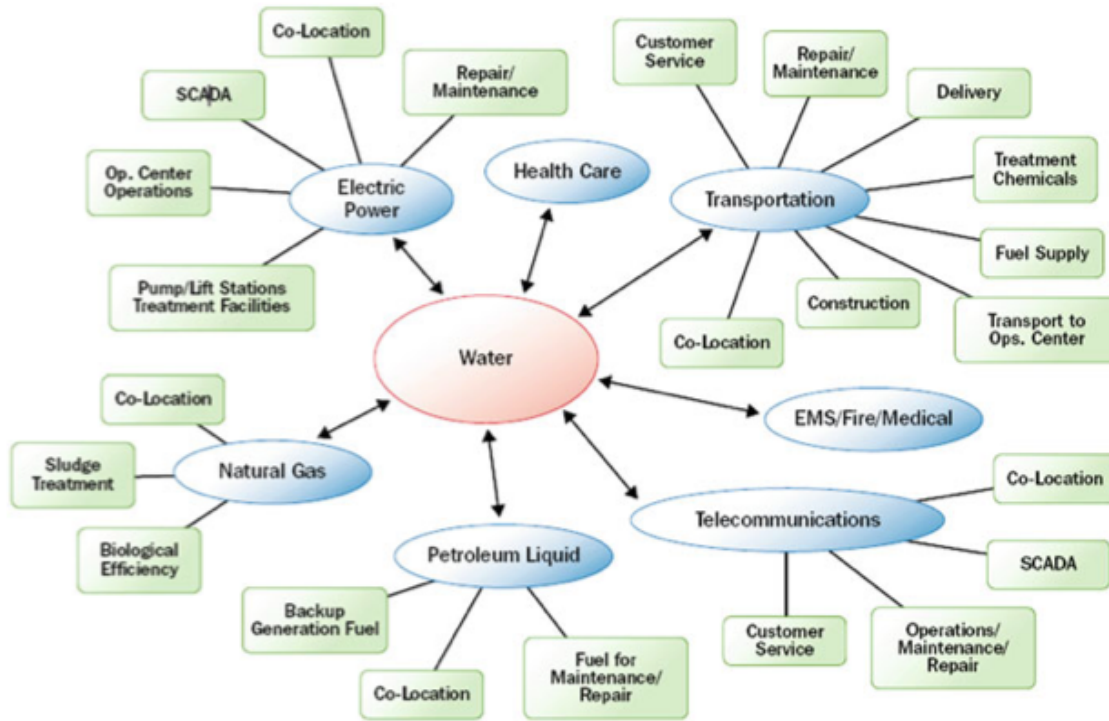 Co-Location
SCADA
Repair/
Maintenance
Op. Center
Operations
Electric
Power
Pump/Lift Stations
Treatment Facilities
Health Care
Customer
Service
Repair/
Maintenance
Delivery
Treatment
Chemicals
Transportation
Fuel Supply
Construction
Transport to
Ops. Center
Co-Location
Water
Co-Location
Sludge
Treatment
Natural Gas
Biological
Efficiency
EMS/Fire/Medical
Telecommunications
Co-Location
SCADA
Customer
Service
Operations/
Maintenance/
Repair
Petroleum Liquid
Backup
Generation Fuel
Co-Location
Fuel for
Maintenance/
Repair